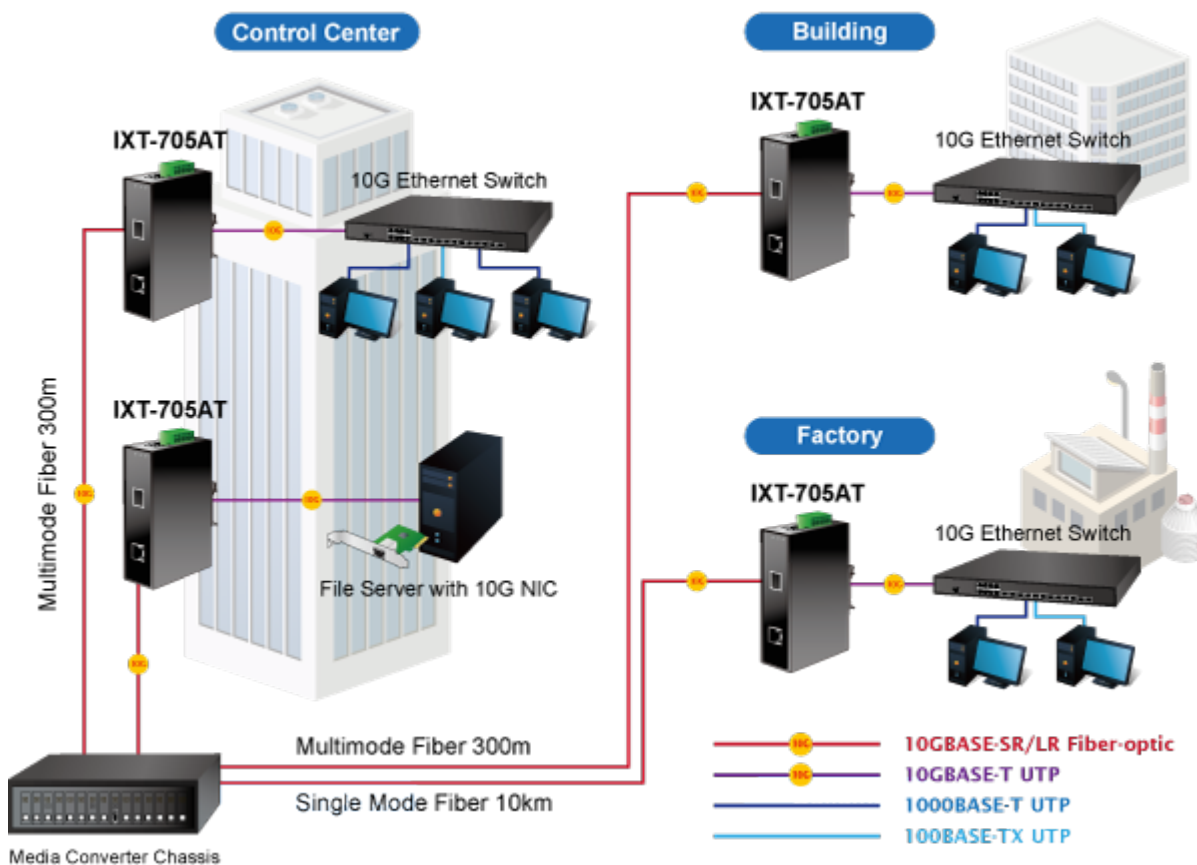 Control Center
Building
IXT-705AT
10G Ethernet Switch
IXT-705AT
10G Ethernet Switch
Multimode Fiber 300m
IXT-705AT
File Server with 10G NIC
Factory
IXT-705AT
10G Ethernet Switch
Multimode Fiber 300m
Single Mode Fiber 10km
Media Converter Chassis
10G
10GBASE-SR/LR Fiber-optic
10G
10GBASE-T UTP
1000BASE-T UTP
100BASE-TX UTP